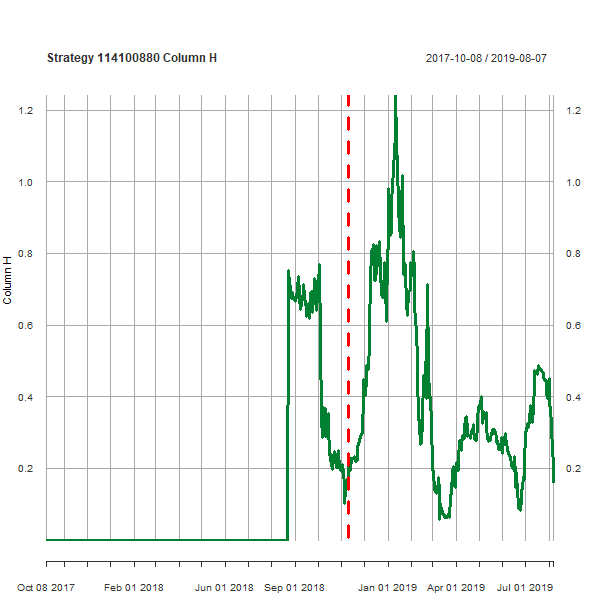 Strategy 114100880 Column H
2017-10-08 / 2019-08-07
1.2
1.2
1.0
1.0
0.8
0.8
Column H
0.6
0.6
0.4
0.4
0.2
0.2
Oct 08 2017
Feb 01 2018
Jun 01 2018
Sep 01 2018
Jan 01 2019
Apr 01 2019
Jul 01 2019